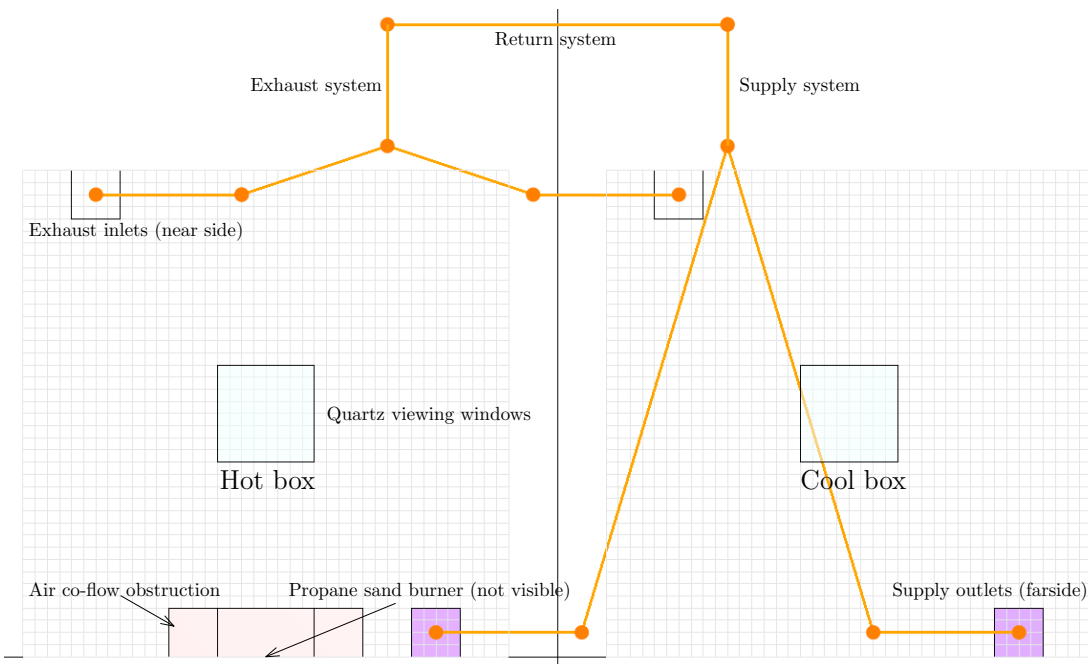 Return system
Exhaust system
Supply system
Exhaust inlets (near side)
Quartz viewing windows
Hot box
Cool box
Air co-flow obstruction
Propane sand burner (not visible)
Supply outlets (farside)